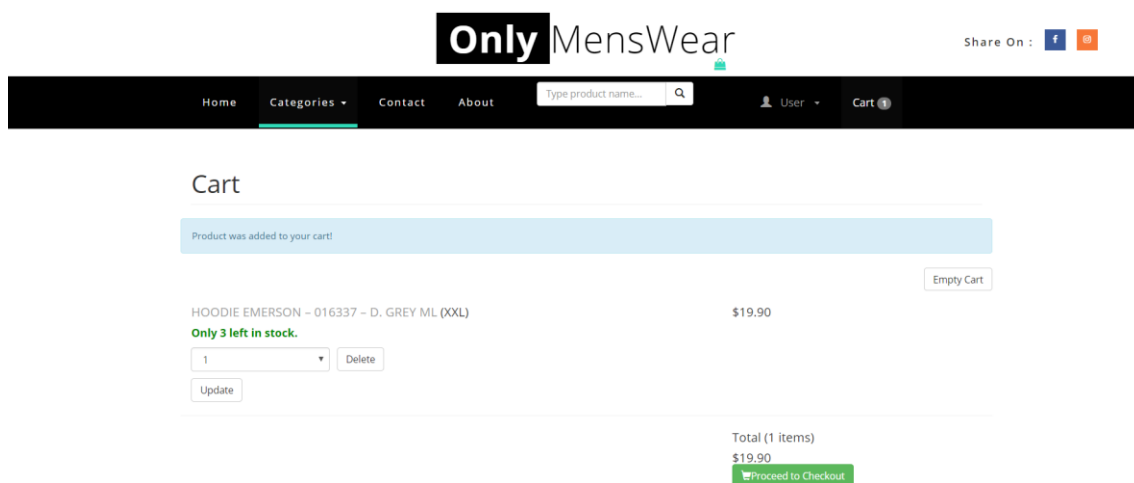 Only MensWear
Share On :
Home Categories Contact About Type product name... User Cart 1
Cart
Product was added to your cart!
Empty Cart
HOODIE EMERSON – 016337 – D. GREY ML (XXL) $19.90
Only 3 left in stock.
1 Delete
Update
Total (1 items)
$19.90
Proceed to Checkout